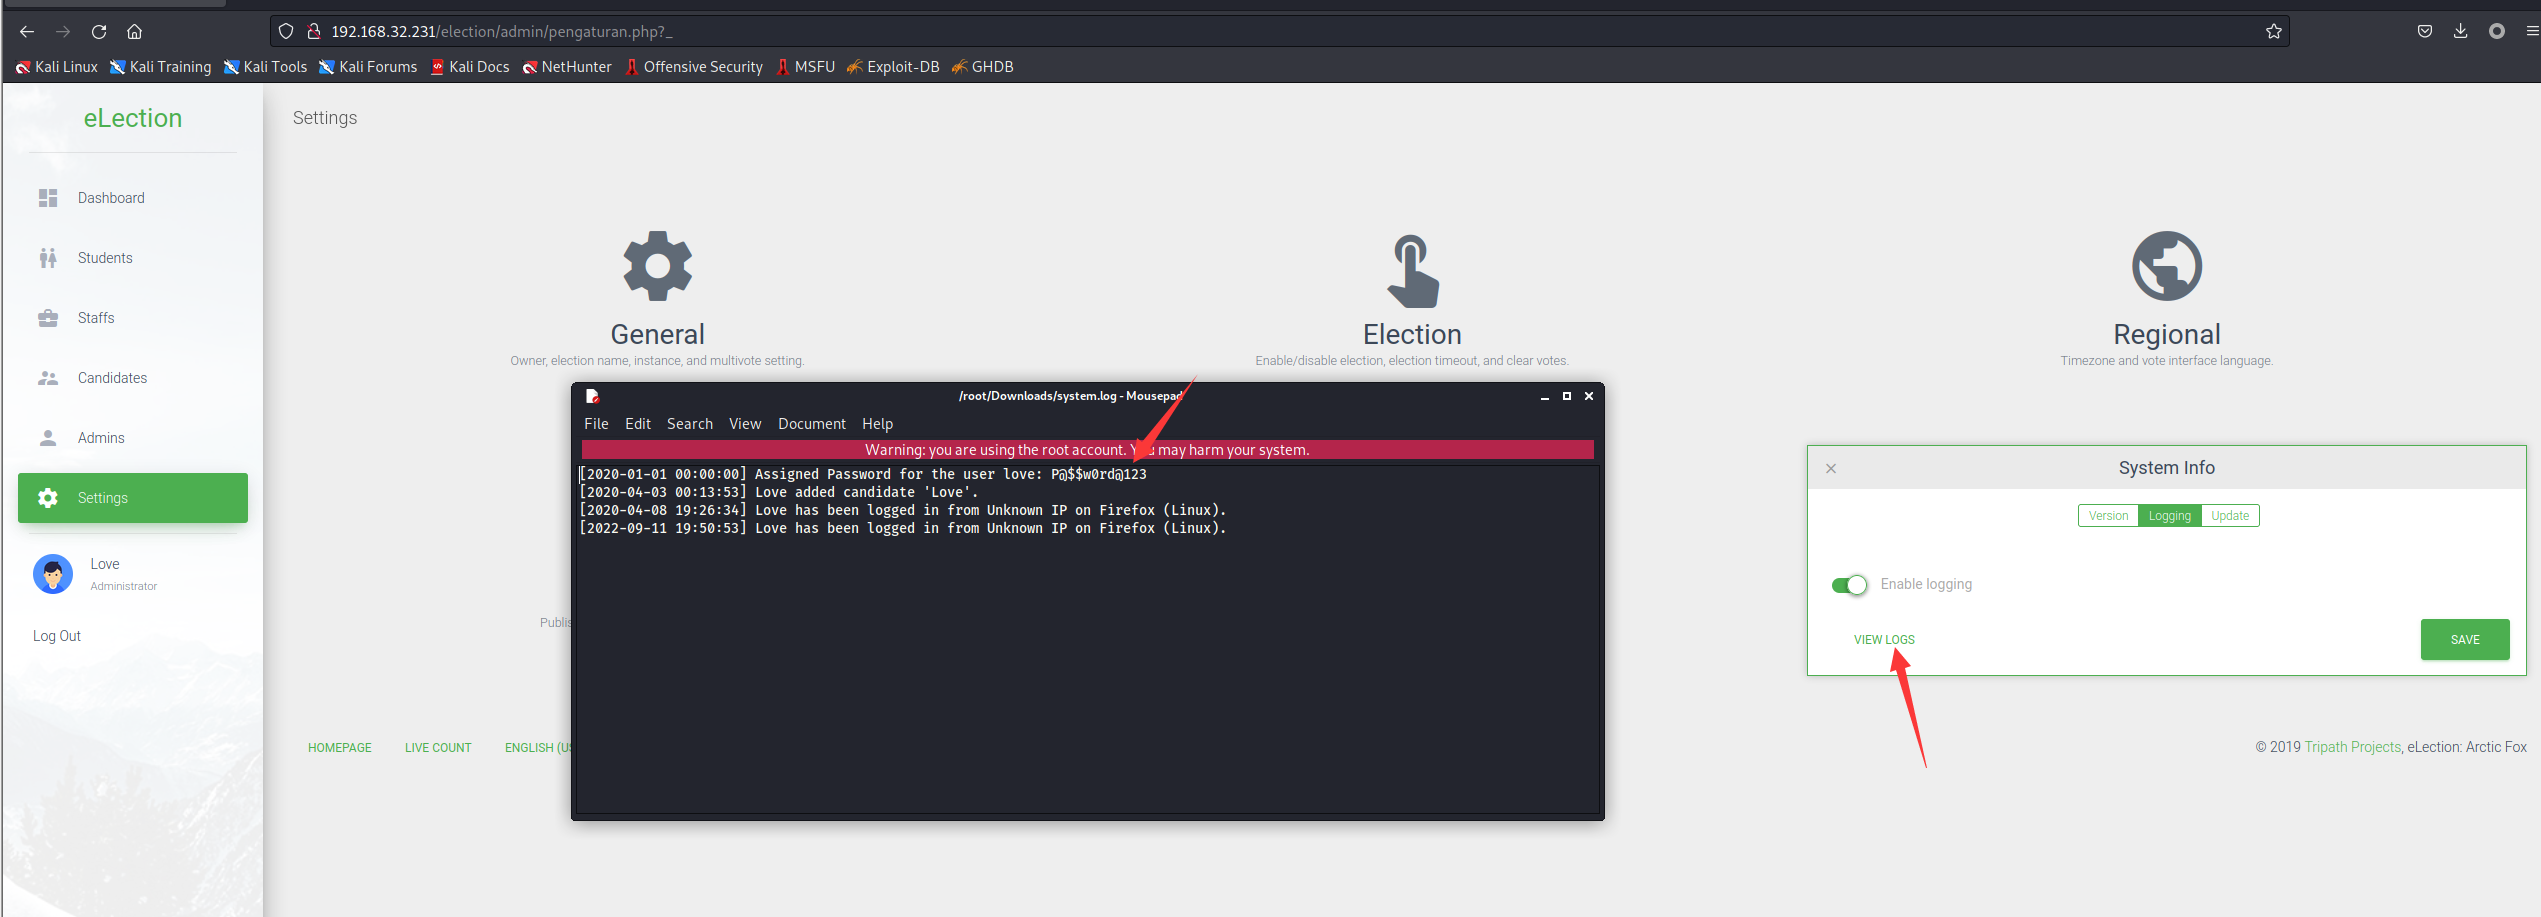 192.168.32.231/election/admin/pengaturan.php?_
Kali Linux Kali Training Kali Tools Kali Forums Kali Docs NetHunter Offensive Security MSFU Exploit-DB GHDB
eLection
Dashboard
Students
Staffs
Candidates
Admins
Settings
Love
Administrator
Log Out
Settings
General
Owner, election name, instance, and multivote setting.
Election
Enable/disable election, election timeout, and clear votes.
Regional
Timezone and vote interface language.
/root/Downloads/system.log - Mousepad
File Edit Search View Document Help
Warning: you are using the root account. You may harm your system.
[2020-01-01 00:00:00] Assigned Password for the user love: P@$$w0rd@123
[2020-04-03 00:13:53] Love added candidate 'Love'.
[2020-04-08 19:26:34] Love has been logged in from Unknown IP on Firefox (Linux).
[2022-09-11 19:50:53] Love has been logged in from Unknown IP on Firefox (Linux).
System Info
Version Logging Update
Enable logging
VIEW LOGS
SAVE
Publis
HOMEPAGE LIVE COUNT ENGLISH (US
© 2019 Tripath Projects, eLection: Arctic Fox